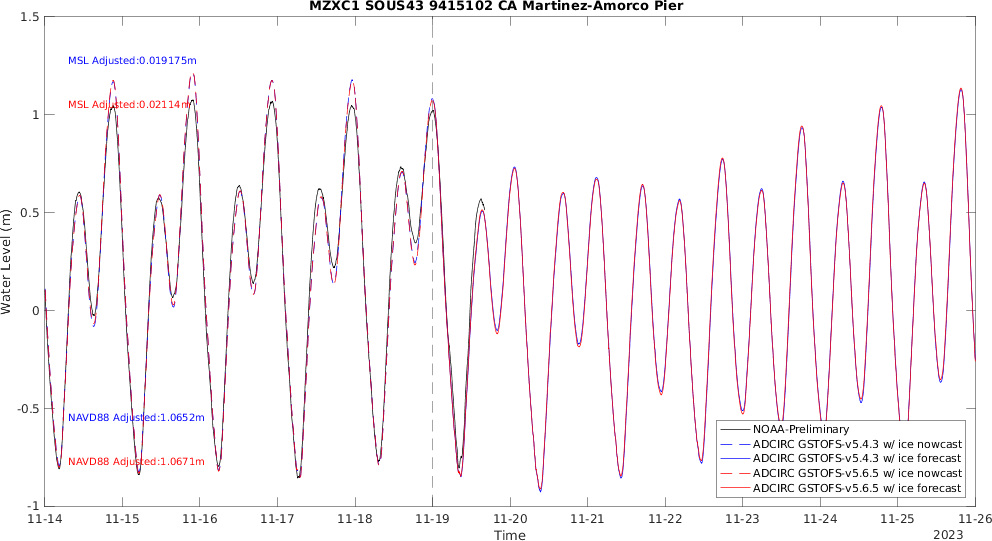 MZXC1 SOUS43 9415102 CA Martinez-Amorco Pier
1.5
1
0.5
0
-0.5
-1
Water Level (m)
MSL Adjusted:0.019175m
MSL Adjusted:0.02114m
NAVD88 Adjusted:1.0652m
NAVD88 Adjusted:1.0671m
NOAA-Preliminary
ADCIRC GSTOFS-v5.4.3 w/ ice nowcast
ADCIRC GSTOFS-v5.4.3 w/ ice forecast
ADCIRC GSTOFS-v5.6.5 w/ ice nowcast
ADCIRC GSTOFS-v5.6.5 w/ ice forecast
11-14 11-15 11-16 11-17 11-18 11-19 11-20 11-21 11-22 11-23 11-24 11-25 11-26
Time
2023